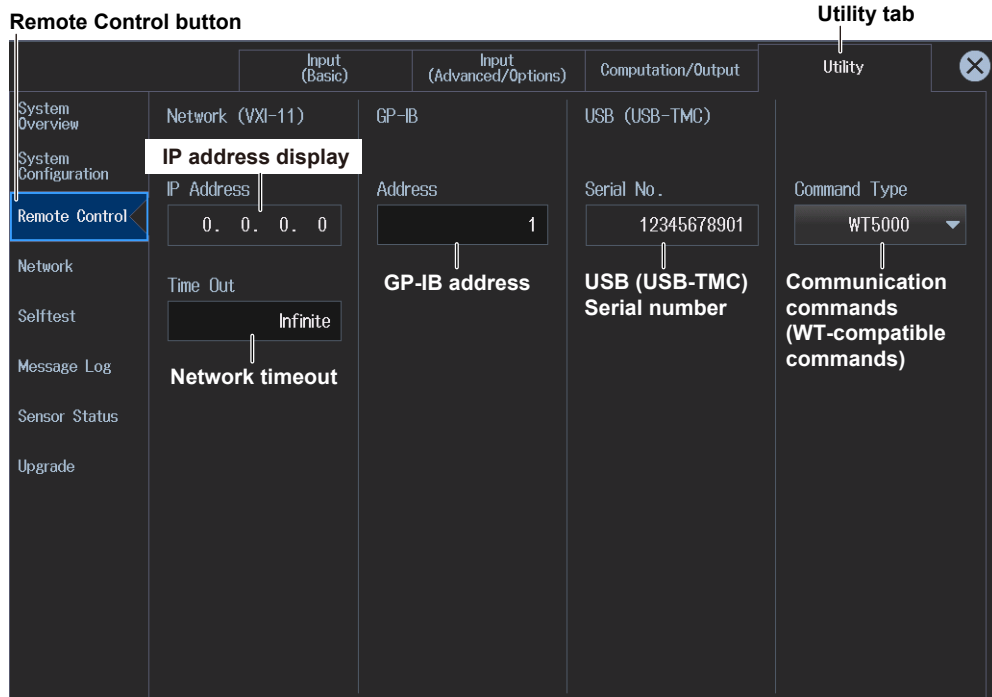 Remote Control button
Utility tab
Input
(Basic)
Input
(Advanced/Options)
Computation/Output
Utility
System
Overview
System
Configuration
Remote Control
Network
Selftest
Message Log
Sensor Status
Upgrade
Network (VXI-11)
IP address display
IP Address
0. 0. 0. 0
Time Out
Infinite
Network timeout
GP-IB
Address
1
GP-IB address
USB (USB-TMC)
Serial No.
12345678901
USB (USB-TMC)
Serial number
Command Type
WT5000
Communication
commands
(WT-compatible
commands)